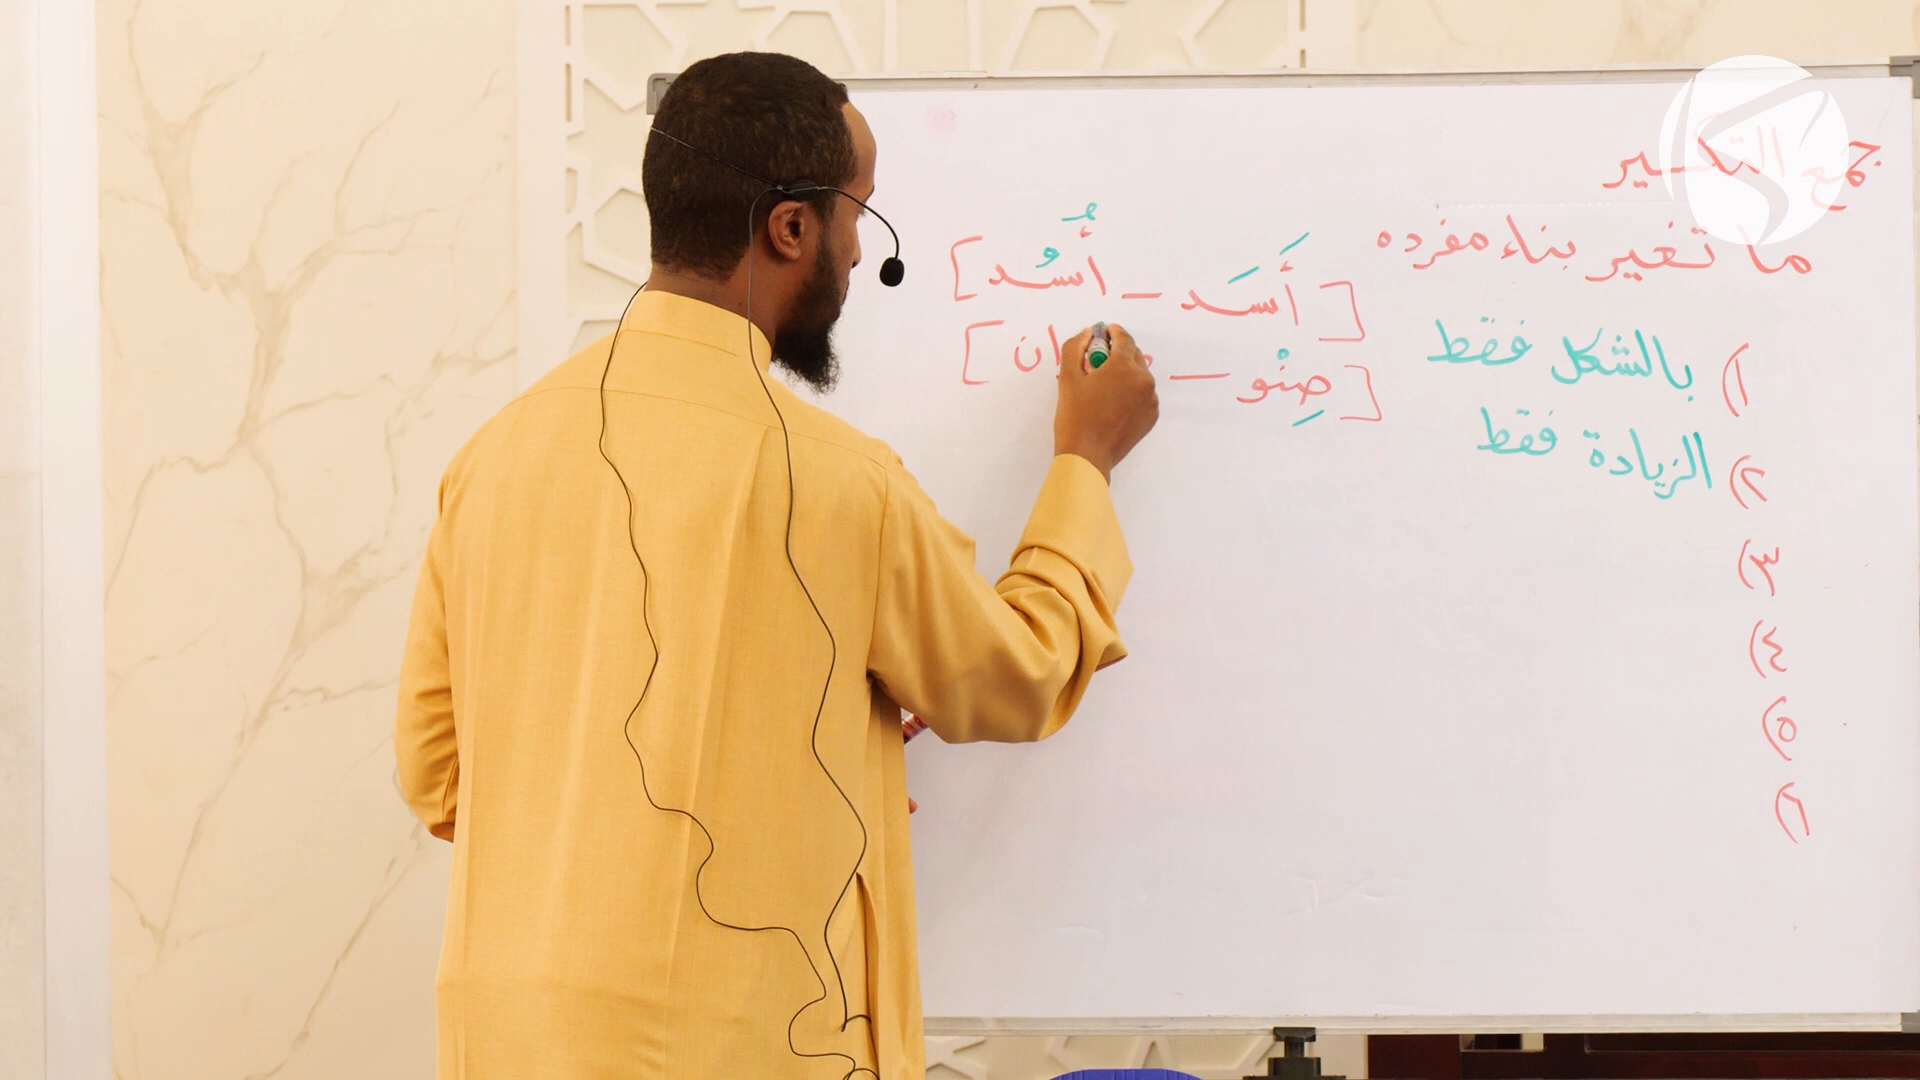 جمع التكسير
ما تغير بناء مفرده
١) بالشكل فقط [أَسَد – أُسُد]
٢) الزيادة فقط [صِنْو –
٣)
٤)
٥)
٦)